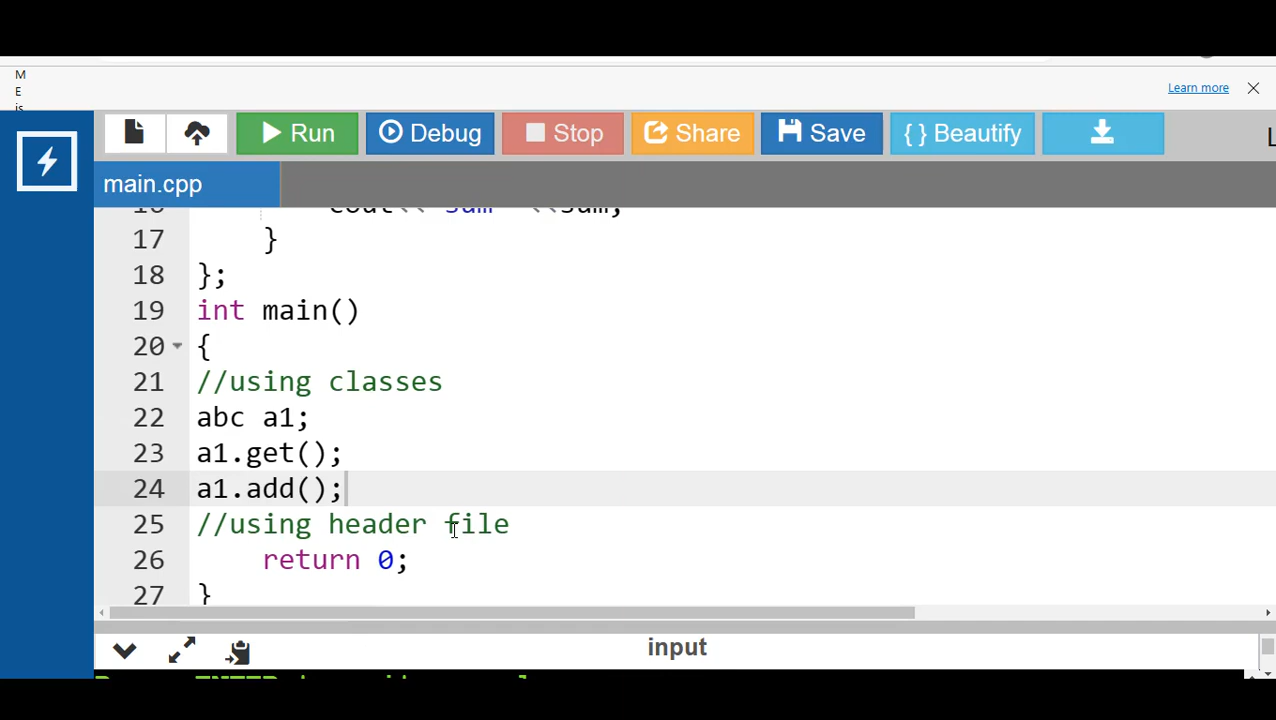 M
E
is
Learn more
Run
Debug
Stop
Share
Save
{ } Beautify
main.cpp
17 }
18 };
19 int main()
20 {
21 //using classes
22 abc a1;
23 a1.get();
24 a1.add();
25 //using header file
26 return 0;
27 }
input